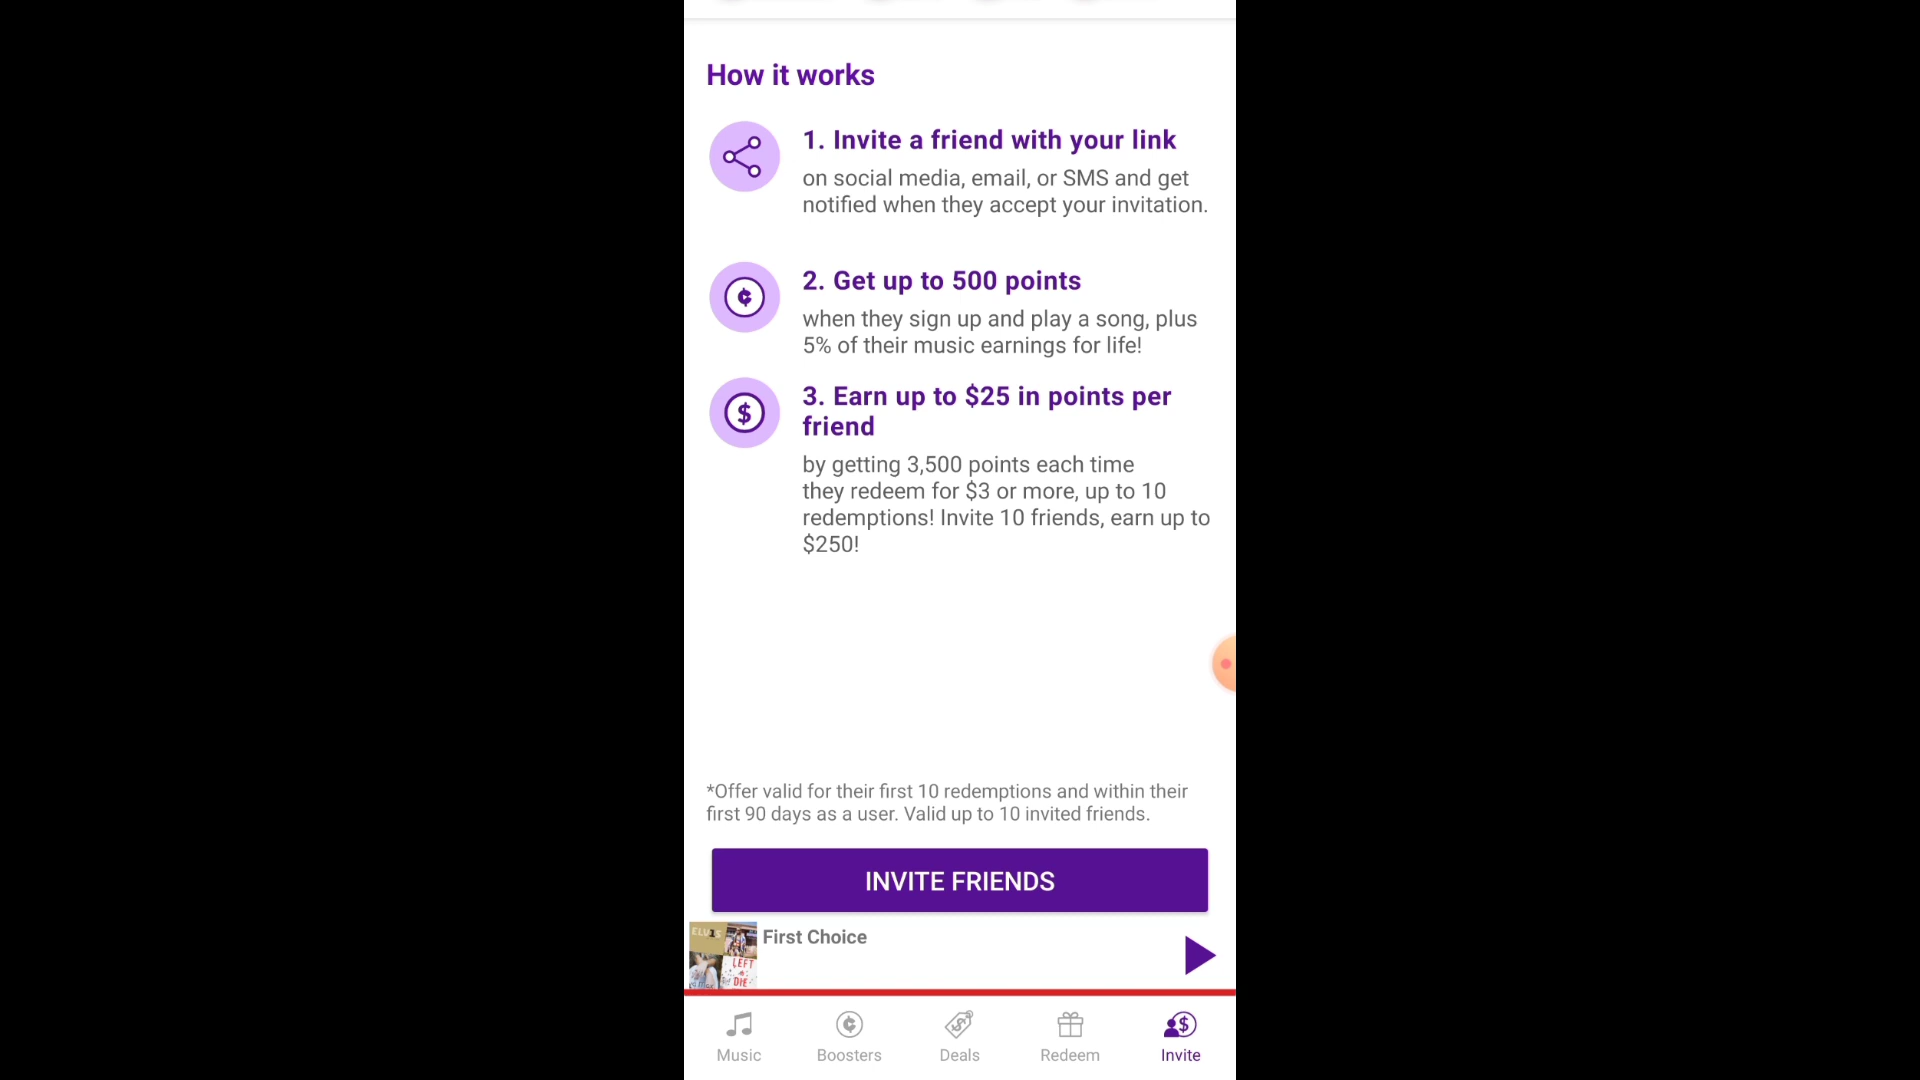 How it works
1. Invite a friend with your link
on social media, email, or SMS and get
notified when they accept your invitation.
2. Get up to 500 points
when they sign up and play a song, plus
5% of their music earnings for life!
3. Earn up to $25 in points per
friend
by getting 3,500 points each time
they redeem for $3 or more, up to 10
redemptions! Invite 10 friends, earn up to
$250!
*Offer valid for their first 10 redemptions and within their
first 90 days as a user. Valid up to 10 invited friends.
INVITE FRIENDS
ELVIS
LEFT
DIE
First Choice
Music
Boosters
Deals
Redeem
Invite